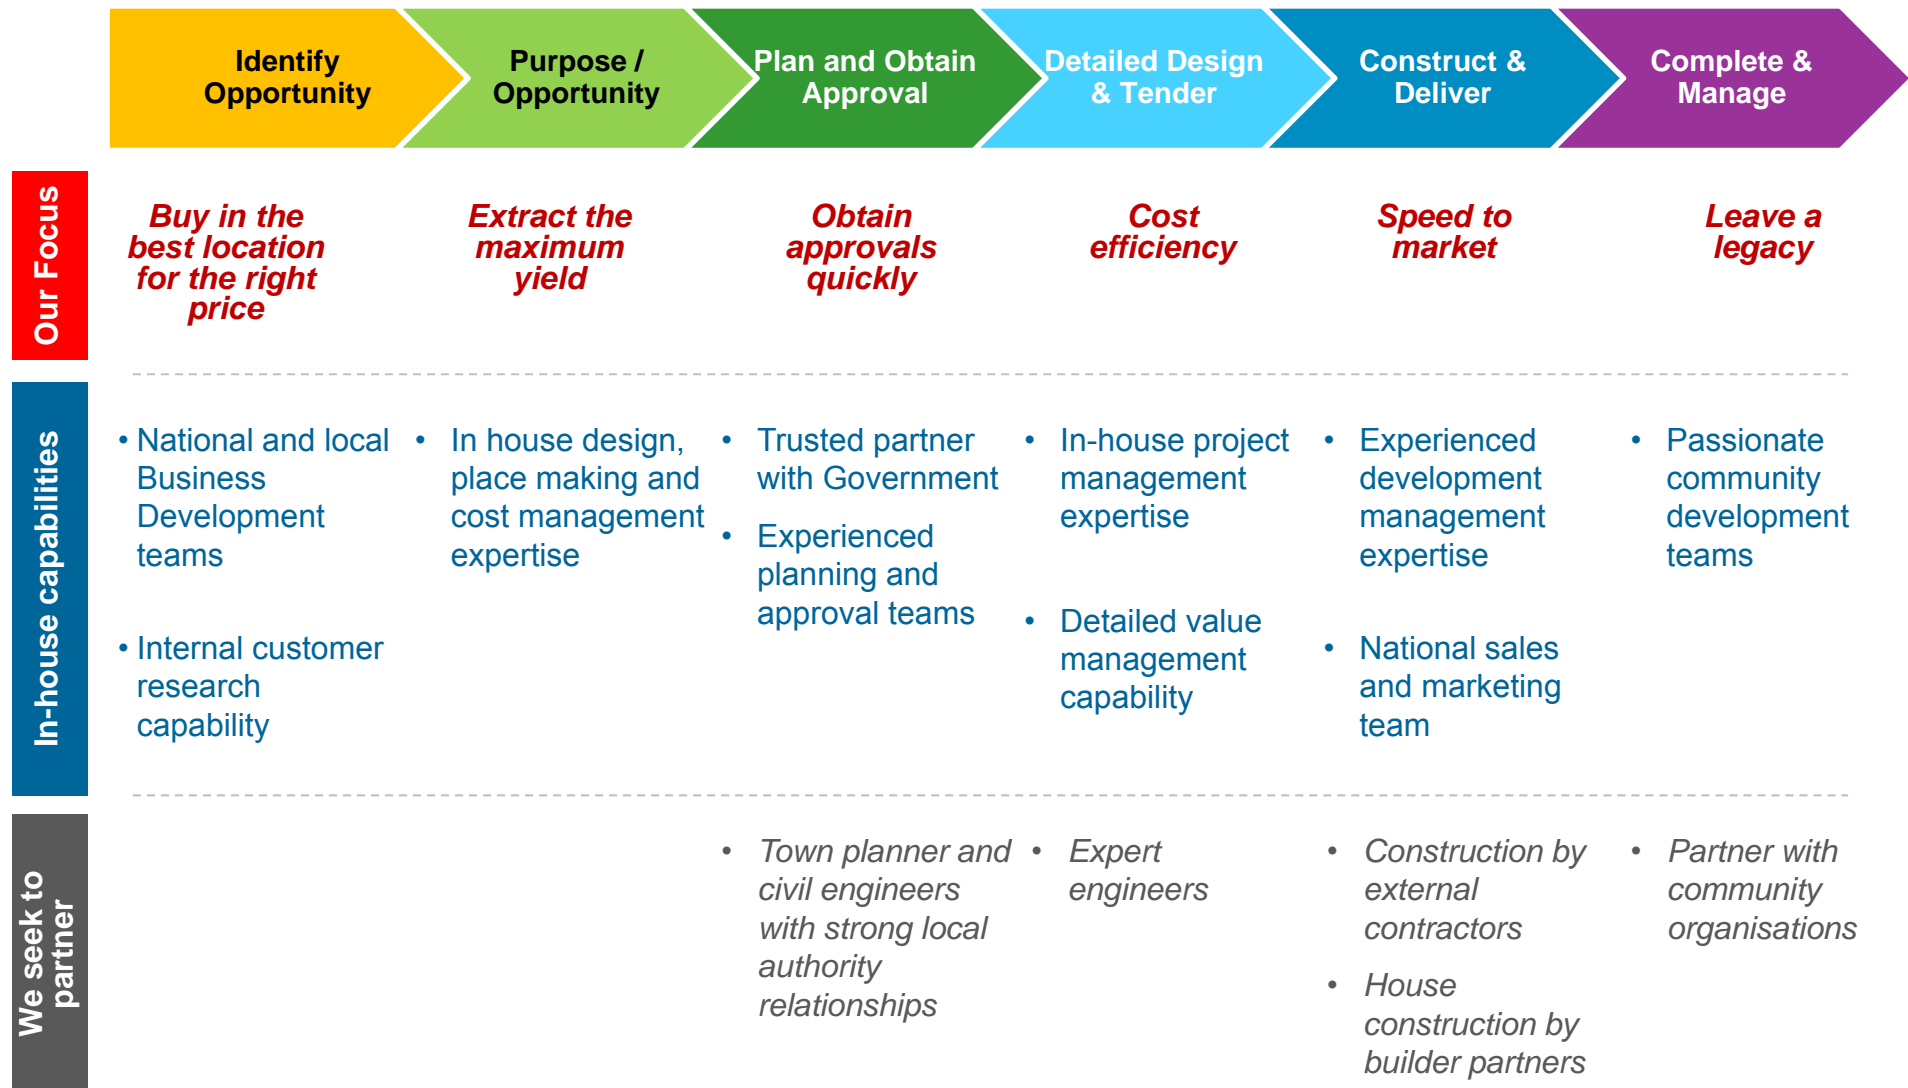 Identify
Opportunity
Purpose /
Opportunity
Plan and Obtain
Approval
Detailed Design
& Tender
Construct &
Deliver
Complete &
Manage
Our Focus
Buy in the
best location
for the right
price
Extract the
maximum
yield
Obtain
approvals
quickly
Cost
efficiency
Speed to
market
Leave a
legacy
In-house capabilities
• National and local
Business
Development
teams
• Internal customer
research
capability
• In house design,
place making and
cost management
expertise
• Trusted partner
with Government
• Experienced
planning and
approval teams
• In-house project
management
expertise
• Detailed value
management
capability
• Experienced
development
management
expertise
• National sales
and marketing
team
• Passionate
community
development
teams
We seek to
partner
• Town planner and
civil engineers
with strong local
authority
relationships
• Expert
engineers
• Construction by
external
contractors
• House
construction by
builder partners
• Partner with
community
organisations